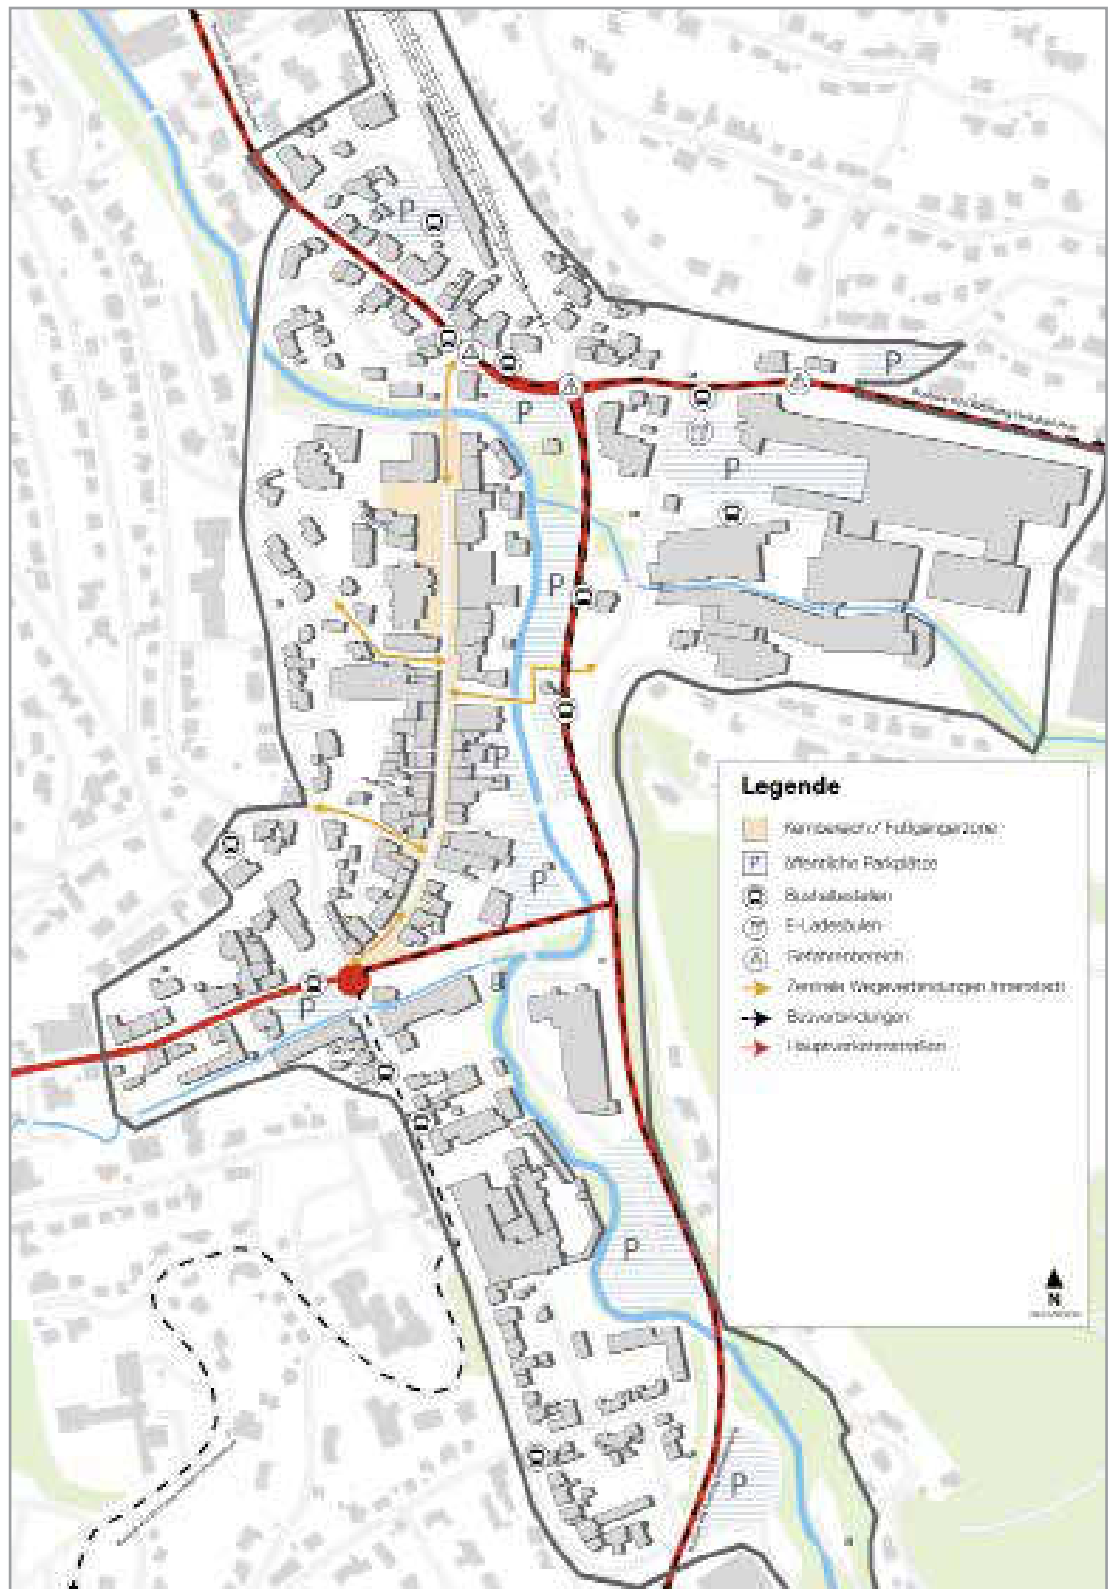 P
P
P
P
P
P
P
P
P
P
Legende
Kernbereich / Fußgängerzone
P öffentliche Parkplätze
Bushaltestellen
E-Ladesäulen
Gefahrenbereich
Zentrale Wegeverbindungen Innenstadt
Busverbindungen
Hauptverkehrsstraßen
N